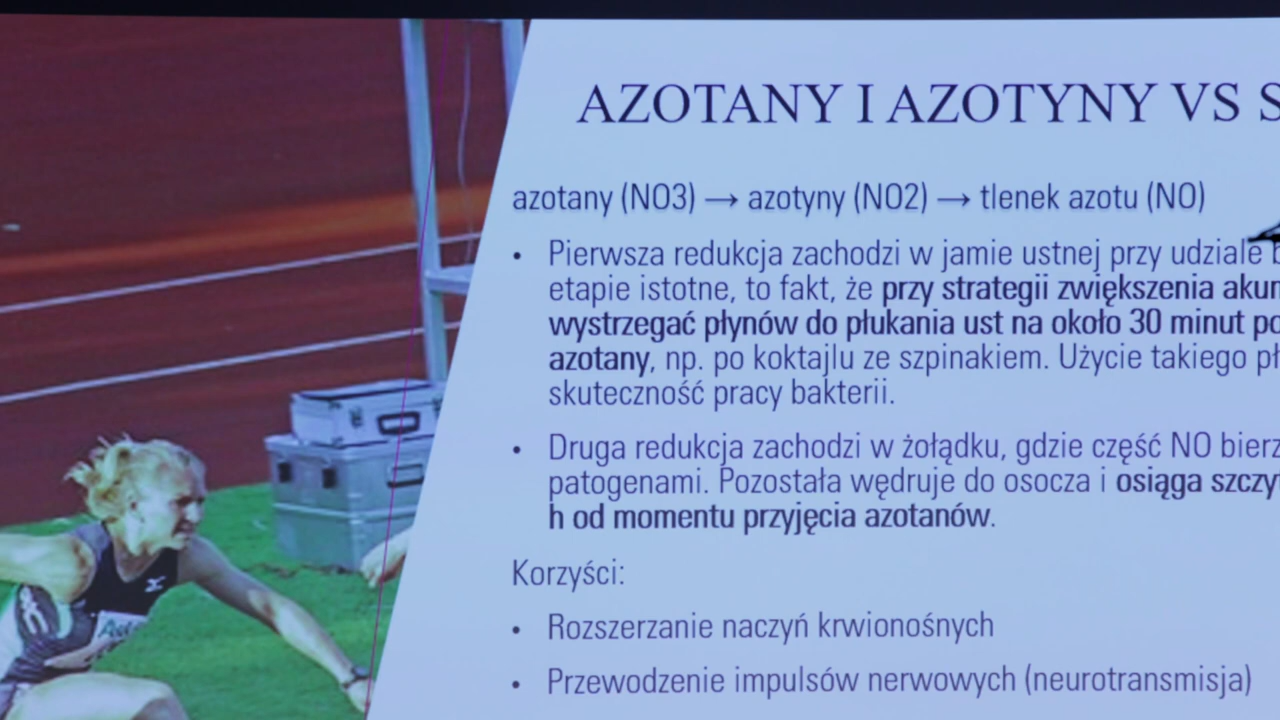 AZOTANY I AZOTYNY VS
azotany (NO3) → azotyny (NO2) → tlenek azotu (NO)
• Pierwsza redukcja zachodzi w jamie ustnej przy udziale
etapie istotne, to fakt, że przy strategii zwiększenia
wystrzegać płynów do płukania ust na około 30 minut
azotany, np. po koktajlu ze szpinakiem. Użycie takiego
skuteczność pracy bakterii.
• Druga redukcja zachodzi w żołądku, gdzie część NO
patogenami. Pozostała wędruje do osocza i osiąga
h od momentu przyjęcia azotanów.
Korzyści:
• Rozszerzanie naczyń krwionośnych
• Przewodzenie impulsów nerwowych (neurotransmisja)